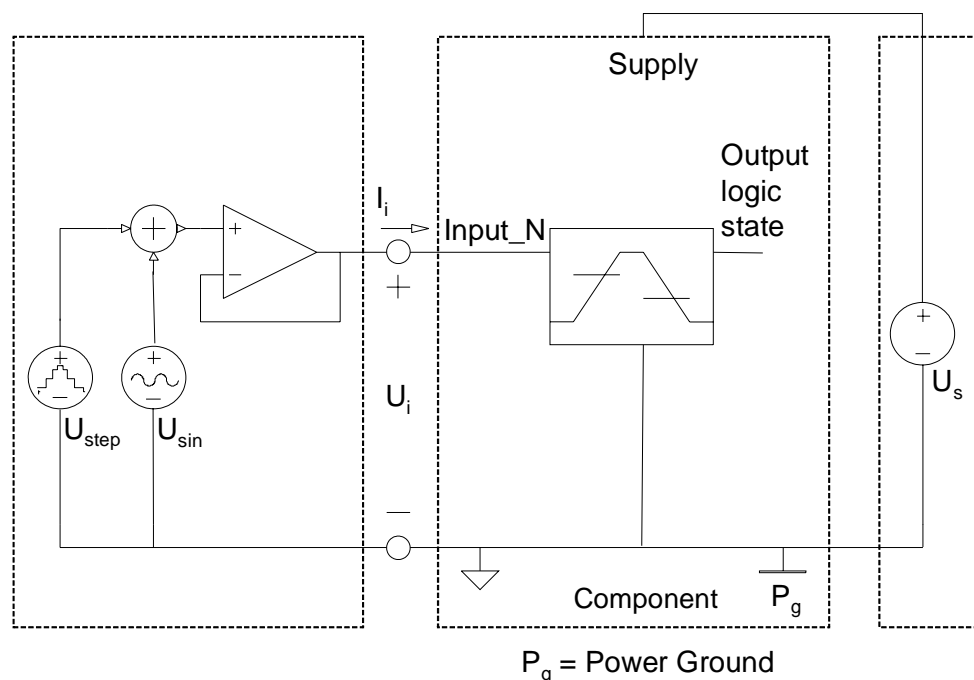 Supply
Output
logic
state
I_i
Input_N
+
+
−
+
−
+
−
+
−
+
−
U_i
U_s
U_step
U_sin
−
Component
P_g
P_g = Power Ground